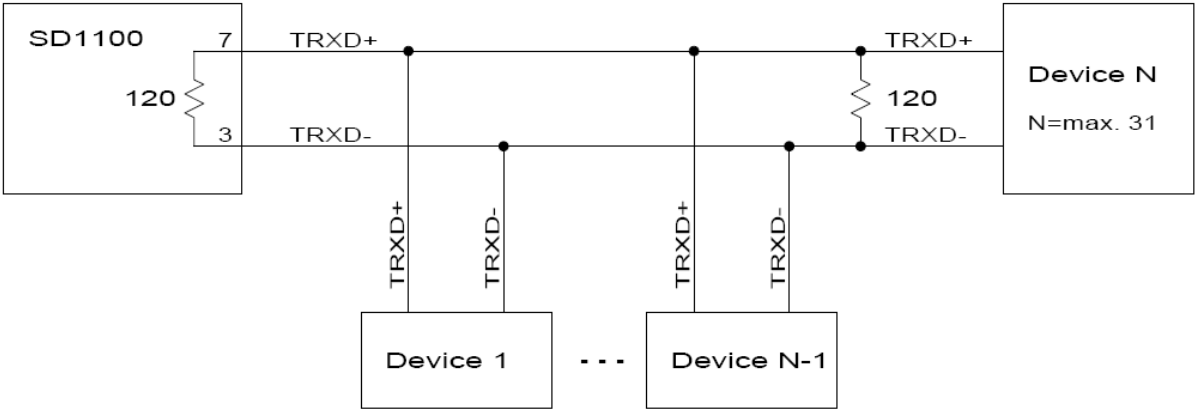 SD1100
7
TRXD+
TRXD+
120
120
Device N
N=max. 31
3
TRXD-
TRXD-
TRXD+
TRXD-
TRXD+
TRXD-
Device 1
- - -
Device N-1